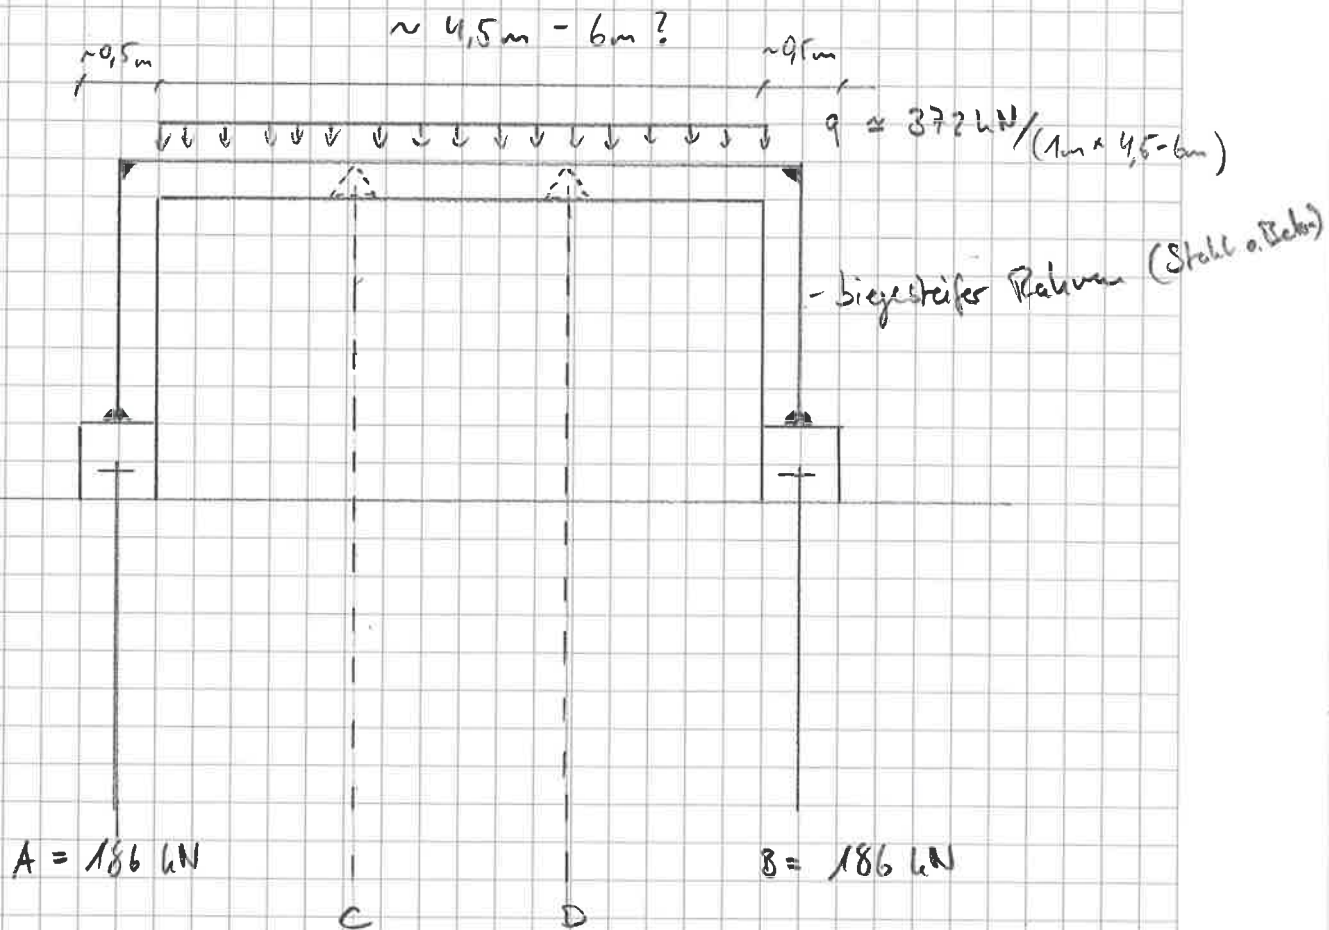 ~ 4,5m - 6m ?
~0,5m
~0,5m
q ≃ 372 kN/(1m × 4,5-6m)
- biegesteifer Rahmen (Stahl o. Beton)
A = 186 kN
B = 186 kN
C
D